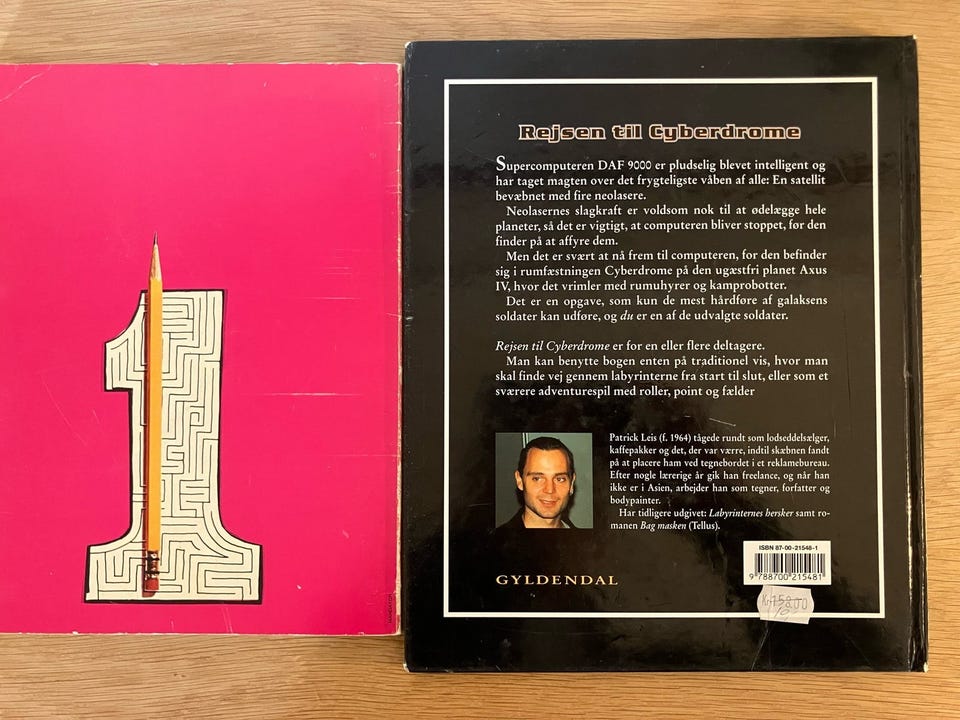 Rejsen til Cyberdrome
Supercomputeren DAF 9000 er pludselig blevet intelligent og
har taget magten over det frygteligste våben af alle: En satellit
bevæbnet med fire neolasere.
Neolasernes slagkraft er voldsom nok til at ødelægge hele
planeter, så det er vigtigt, at computeren bliver stoppet, før den
finder på at affyre dem.
Men det er svært at nå frem til computeren, for den befinder
sig i rumfæstningen Cyberdrome på den ugæstfri planet Axus
IV, hvor det vrimler med rumuhyrer og kamprobotter.
Det er en opgave, som kun de mest hårdføre af galaksens
soldater kan udføre, og du er en af de udvalgte soldater.
Rejsen til Cyberdrome er for en eller flere deltagere.
Man kan benytte bogen enten på traditionel vis, hvor man
skal finde vej gennem labyrinterne fra start til slut, eller som et
sværere adventurespil med roller, point og fælder
Patrick Leis (f. 1964) tågede rundt som lodseddelsælger,
kaffepakker og det, der var værre, indtil skæbnen fandt
på at placere ham ved tegnebordet i et reklamebureau.
Efter nogle lærerige år gik han freelance, og når han
ikke er i Asien, arbejder han som tegner, forfatter og
bodypainter.
Har tidligere udgivet: Labyrinternes hersker samt ro-
manen Bag masken (Tellus).
ISBN 87-00-21548-1
9 788700 215481
GYLDENDAL